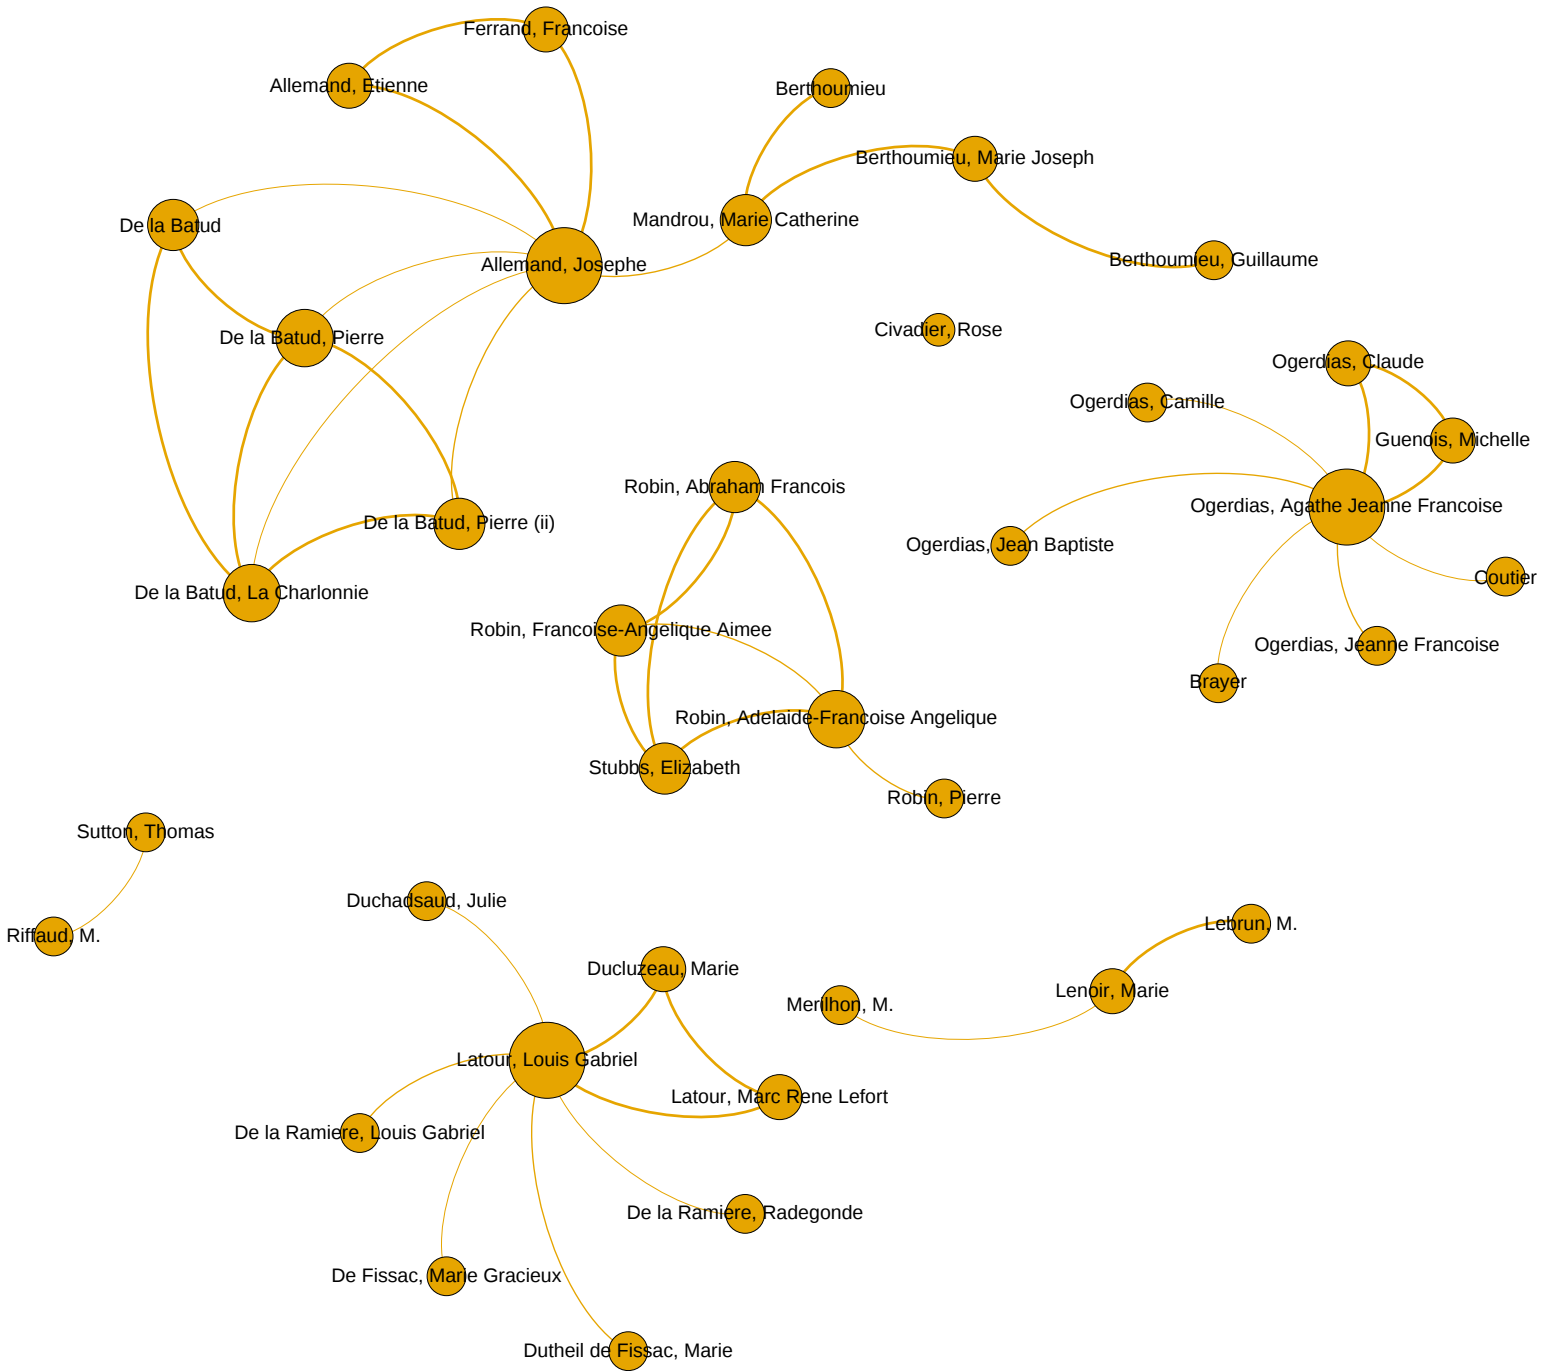 Ferrand, Francoise
Allemand, Etienne
Berthoumieu
Berthoumieu, Marie Joseph
De la Batud
Mandrou, Marie Catherine
Allemand, Josephe
Berthoumieu, Guillaume
De la Batud, Pierre
Civadier, Rose
Ogerdias, Claude
Ogerdias, Camille
Guenois, Michelle
Robin, Abraham Francois
Ogerdias, Agathe Jeanne Francoise
De la Batud, Pierre (ii)
Ogerdias, Jean Baptiste
Coutier
De la Batud, La Charlonnie
Robin, Francoise-Angelique Aimee
Ogerdias, Jeanne Francoise
Brayer
Robin, Adelaide-Francoise Angelique
Stubbs, Elizabeth
Robin, Pierre
Sutton, Thomas
Duchadsaud, Julie
Lebrun, M.
Riffaud, M.
Ducluzeau, Marie
Lenoir, Marie
Merilhon, M.
Latour, Louis Gabriel
Latour, Marc Rene Lefort
De la Ramiere, Louis Gabriel
De la Ramiere, Radegonde
De Fissac, Marie Gracieux
Dutheil de Fissac, Marie